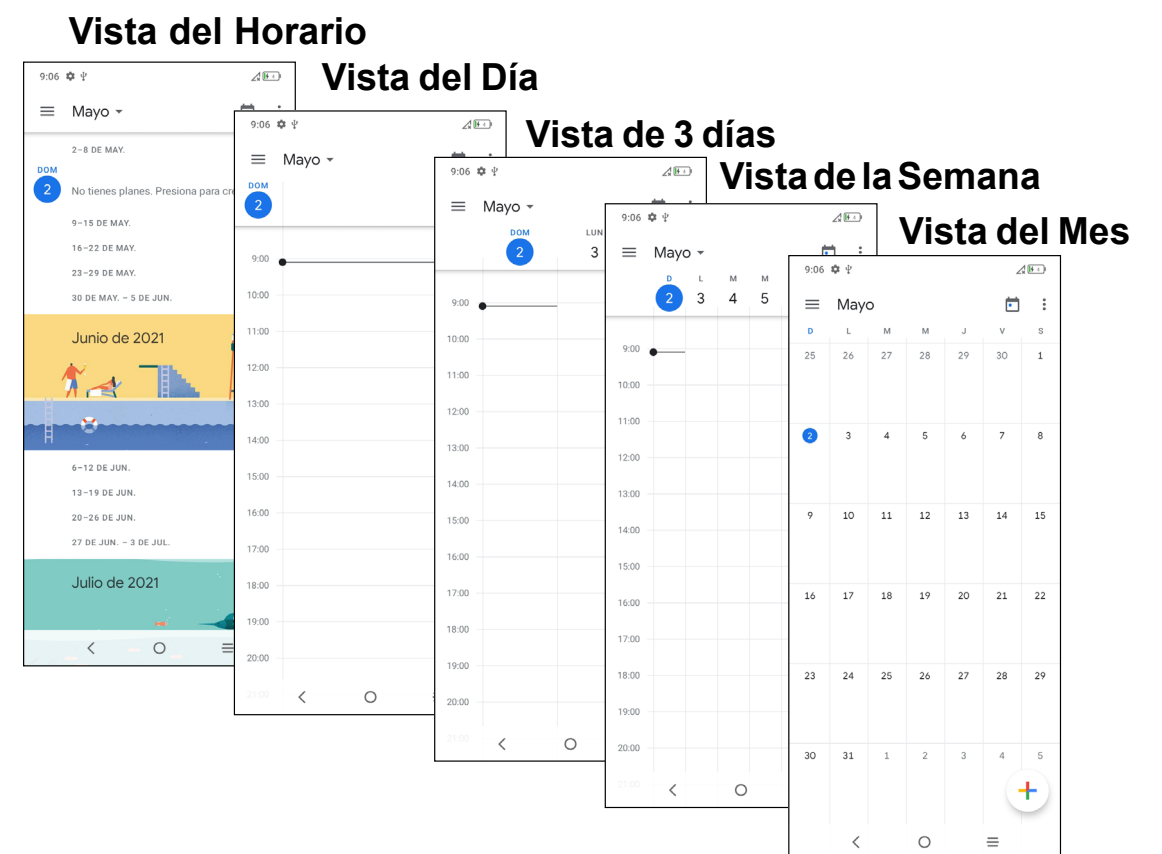 Vista del Horario
9:06
Mayo
2–8 DE MAY.
DOM
2
No tienes planes. Presiona para cre
9–15 DE MAY.
16–22 DE MAY.
23–29 DE MAY.
30 DE MAY. – 5 DE JUN.
Junio de 2021
6–12 DE JUN.
13–19 DE JUN.
20–26 DE JUN.
27 DE JUN. – 3 DE JUL.
Julio de 2021
Vista del Día
9:06
Mayo
DOM
2
9:00
10:00
11:00
12:00
13:00
14:00
15:00
16:00
17:00
18:00
19:00
20:00
21:00
Vista de 3 días
9:06
Mayo
DOM LUN
2 3
9:00
10:00
11:00
12:00
13:00
14:00
15:00
16:00
17:00
18:00
19:00
20:00
21:00
Vista de la Semana
9:06
Mayo
D L M M
2 3 4 5
9:00
10:00
11:00
12:00
13:00
14:00
15:00
16:00
17:00
18:00
19:00
20:00
21:00
Vista del Mes
9:06
Mayo
D L M M J V S
25 26 27 28 29 30 1
2 3 4 5 6 7 8
9 10 11 12 13 14 15
16 17 18 19 20 21 22
23 24 25 26 27 28 29
30 31 1 2 3 4 5